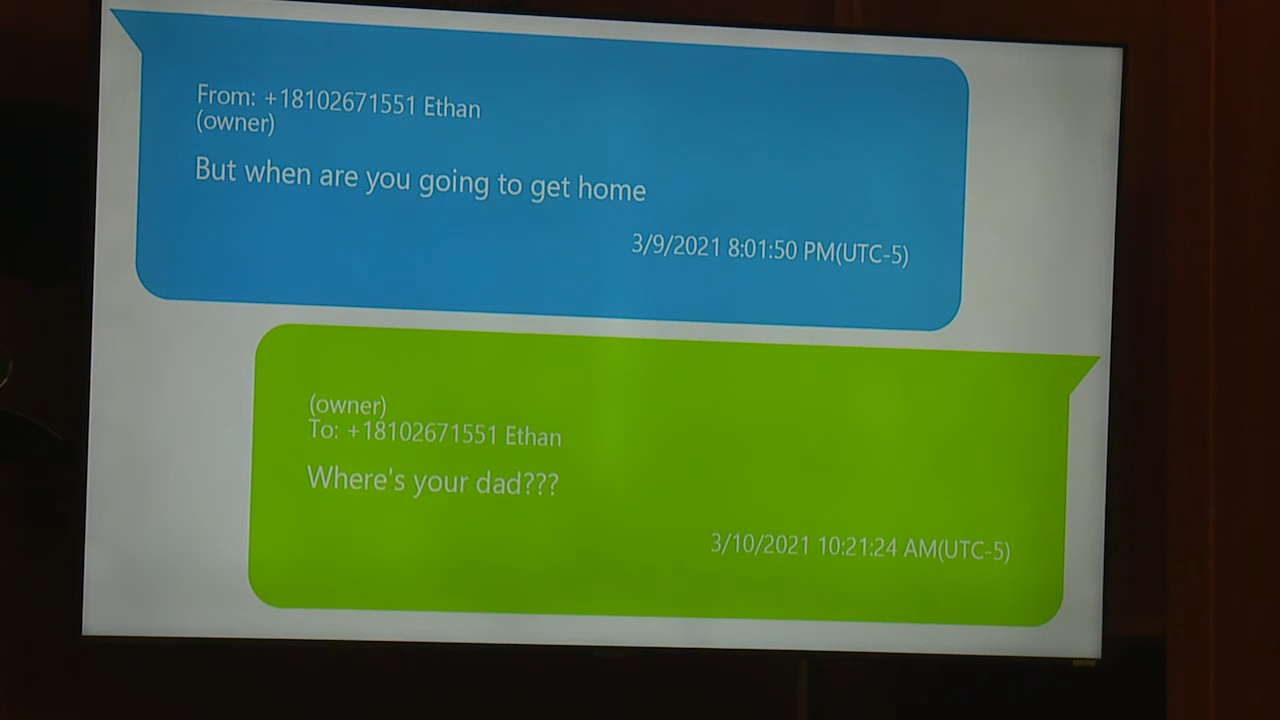 From: +18102671551 Ethan
(owner)
But when are you going to get home
3/9/2021 8:01:50 PM(UTC-5)
(owner)
To: +18102671551 Ethan
Where's your dad???
3/10/2021 10:21:24 AM(UTC-5)